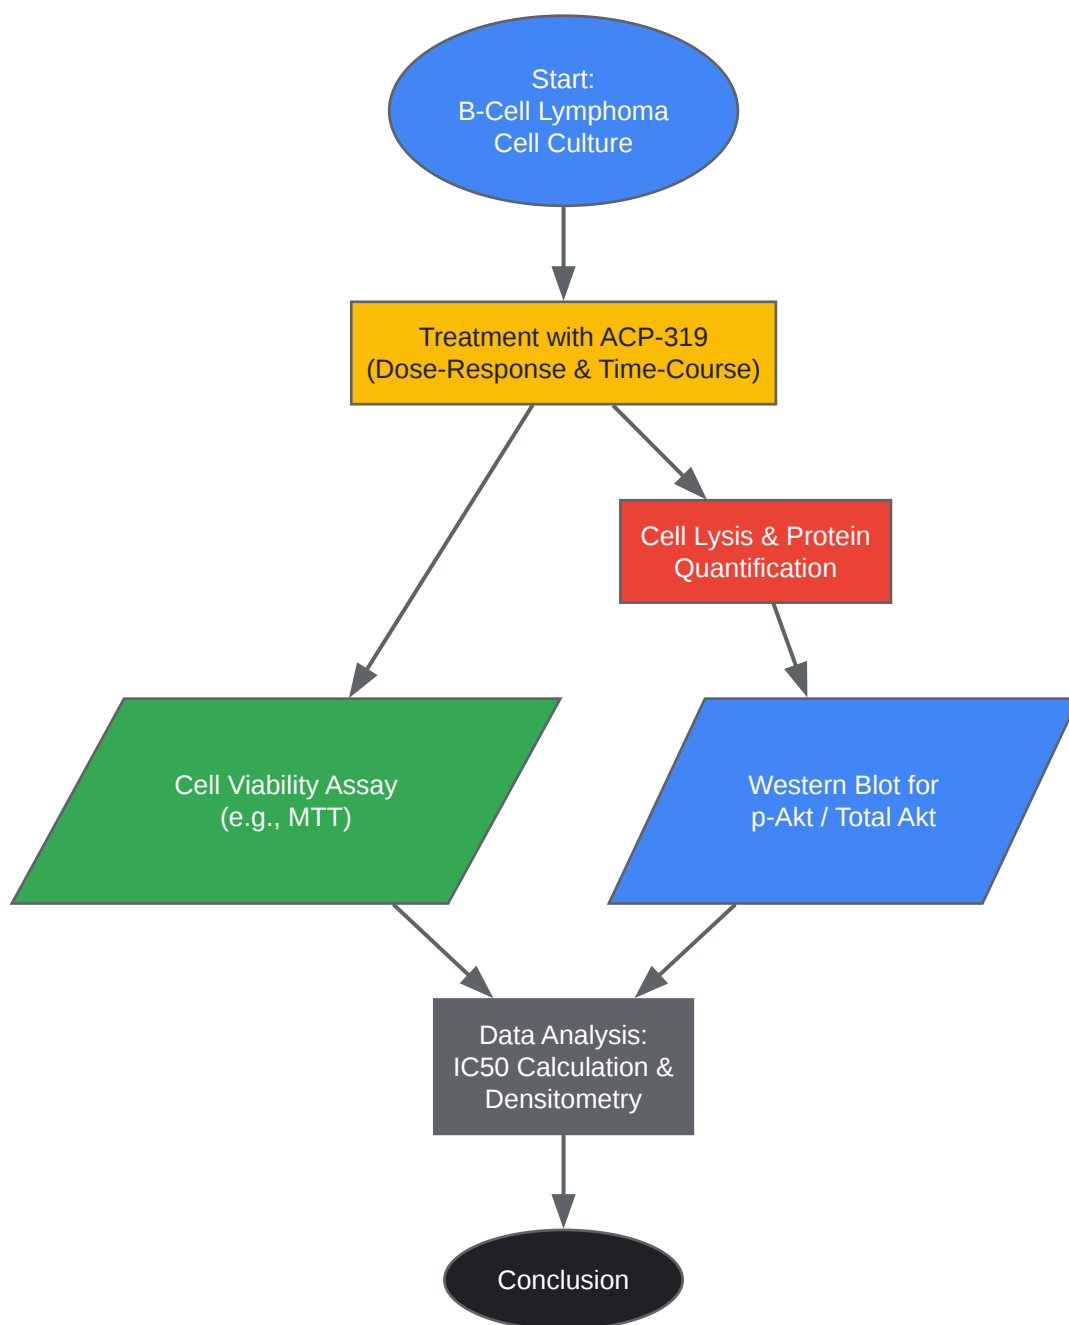 Start:
B-Cell Lymphoma
Cell Culture
Treatment with ACP-319
(Dose-Response & Time-Course)
Cell Lysis & Protein
Quantification
Cell Viability Assay
(e.g., MTT)
Western Blot for
p-Akt / Total Akt
Data Analysis:
IC50 Calculation &
Densitometry
Conclusion